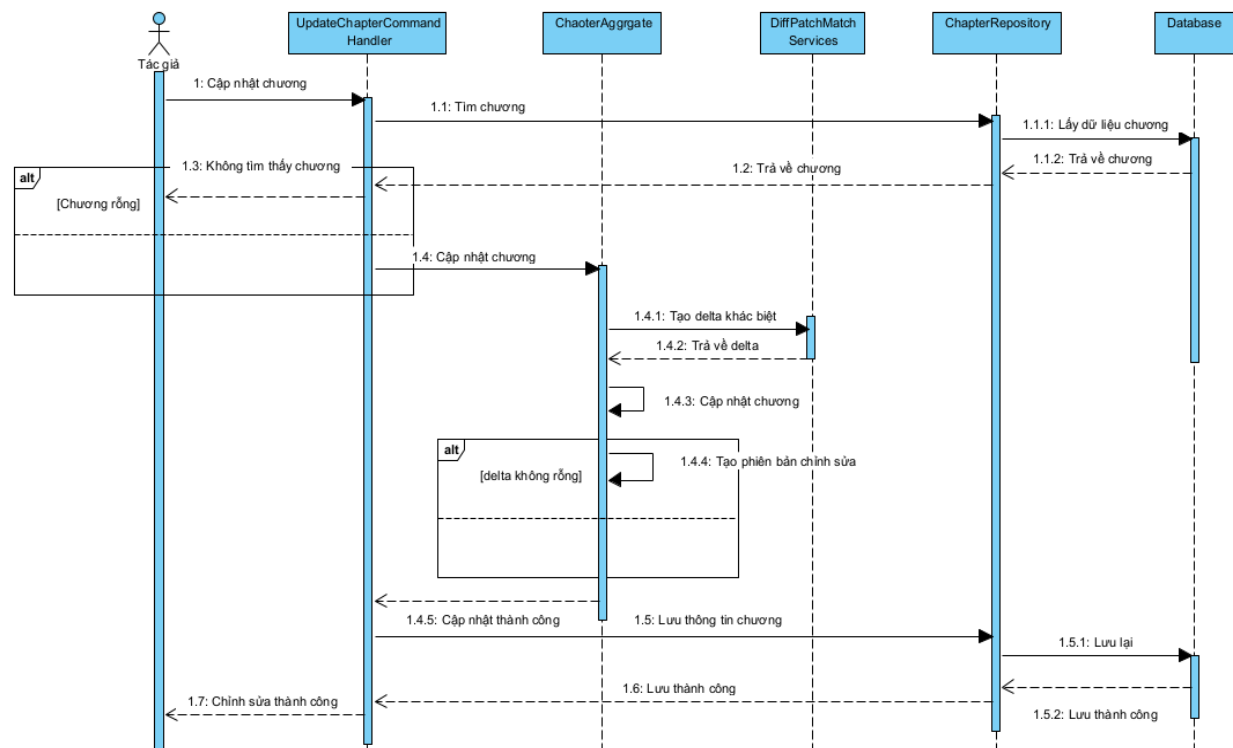 UpdateChapterCommand
Handler
ChaoterAggrgate
DiffPatchMatch
Services
ChapterRepository
Database
Tác giả
1: Cập nhật chương
1.1: Tìm chương
1.1.1: Lấy dữ liệu chương
1.1.2: Trả về chương
1.2: Trả về chương
1.3: Không tìm thấy chương
alt
[Chương rỗng]
1.4: Cập nhật chương
1.4.1: Tạo delta khác biệt
1.4.2: Trả về delta
1.4.3: Cập nhật chương
alt
[delta không rỗng]
1.4.4: Tạo phiên bản chỉnh sửa
1.4.5: Cập nhật thành công
1.5: Lưu thông tin chương
1.5.1: Lưu lại
1.5.2: Lưu thành công
1.6: Lưu thành công
1.7: Chỉnh sửa thành công